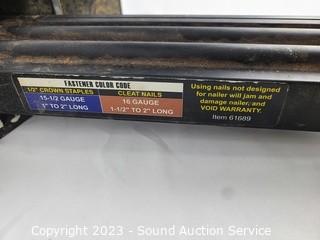 FASTENER COLOR CODE
1/2" CROWN STAPLES
15-1/2 GAUGE
1" TO 2" LONG
CLEAT NAILS
16 GAUGE
1-1/2" TO 2" LONG
Using nails not designed
for nailer will jam and
damage nailer, and
VOID WARRANTY.
Item 61689
Copyright 2023 - Sound Auction Service